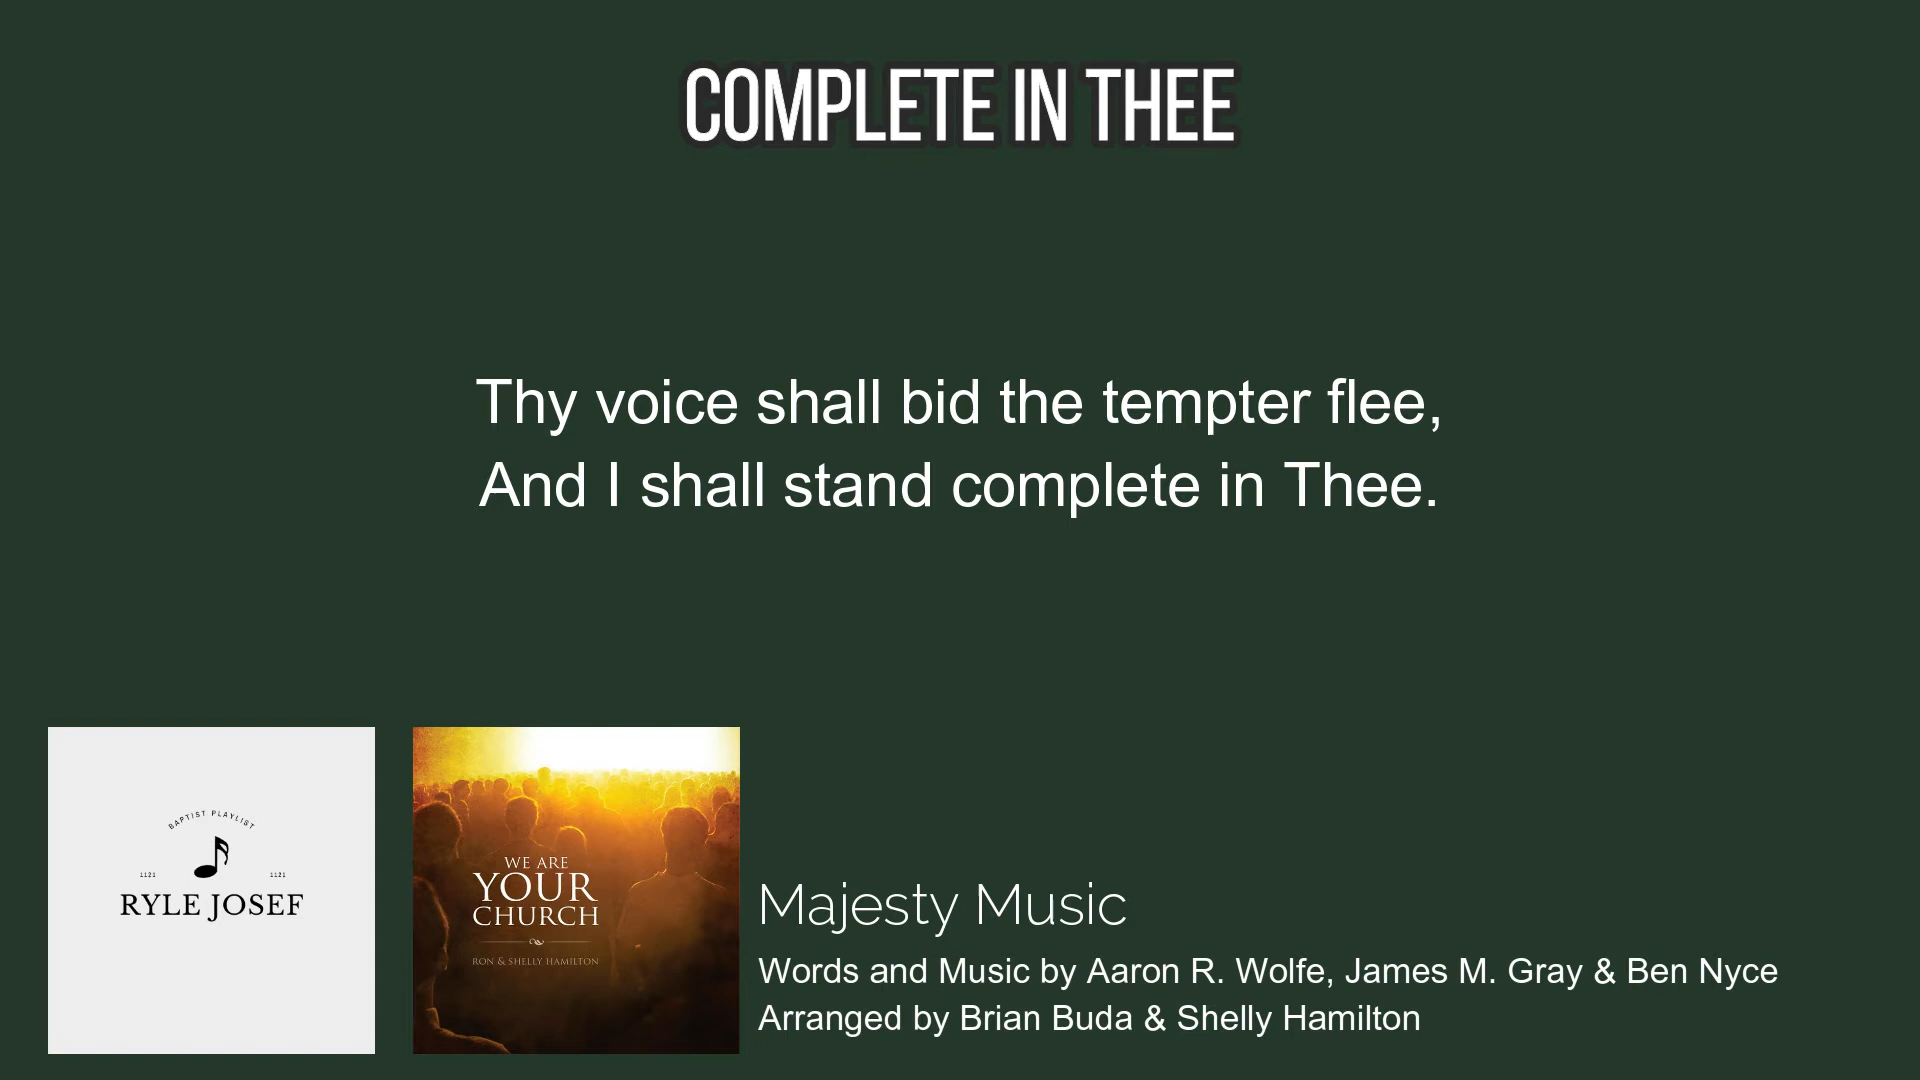 COMPLETE IN THEE
Thy voice shall bid the tempter flee,
And I shall stand complete in Thee.
BAPTIST PLAYLIST
1121 1121
RYLE JOSEF
WE ARE
YOUR
CHURCH
RON & SHELLY HAMILTON
Majesty Music
Words and Music by Aaron R. Wolfe, James M. Gray & Ben Nyce
Arranged by Brian Buda & Shelly Hamilton